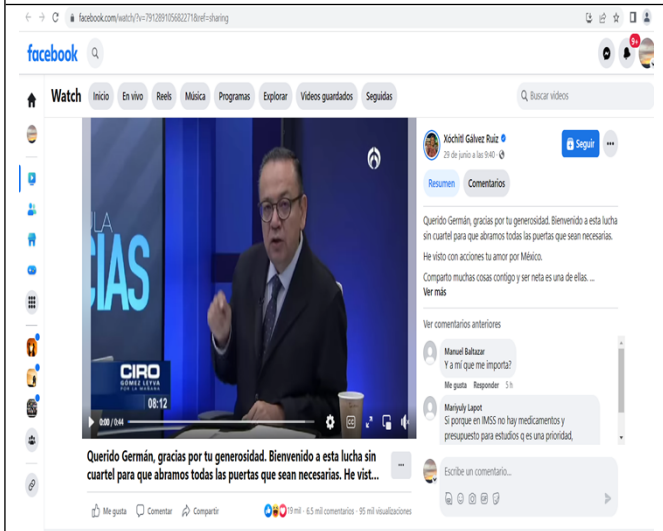 facebook.com/watch/?v=791289105682271&ref=sharing
facebook
9+
Watch
Inicio
En vivo
Reels
Música
Programas
Explorar
Videos guardados
Seguidas
Buscar videos
IAS
CIRO
GÓMEZ LEYVA
POR LA MAÑANA
08:12
0:00 / 0:44
Querido Germán, gracias por tu generosidad. Bienvenido a esta lucha sin
cuartel para que abramos todas las puertas que sean necesarias. He vist...
Me gusta
Comentar
Compartir
19 mil · 6.5 mil comentarios · 95 mil visualizaciones
Xóchitl Gálvez Ruiz
29 de junio a las 9:40
Seguir
Resumen
Comentarios
Querido Germán, gracias por tu generosidad. Bienvenido a esta lucha
sin cuartel para que abramos todas las puertas que sean necesarias.
He visto con acciones tu amor por México.
Comparto muchas cosas contigo y ser neta es una de ellas. ...
Ver más
Ver comentarios anteriores
Manuel Baltazar
Y a mi que me importa?
Me gusta Responder 5 h
Mariyuly Lapot
Si porque en IMSS no hay medicamentos y
presupuesto para estudios q es una prioridad,
Escribe un comentario...